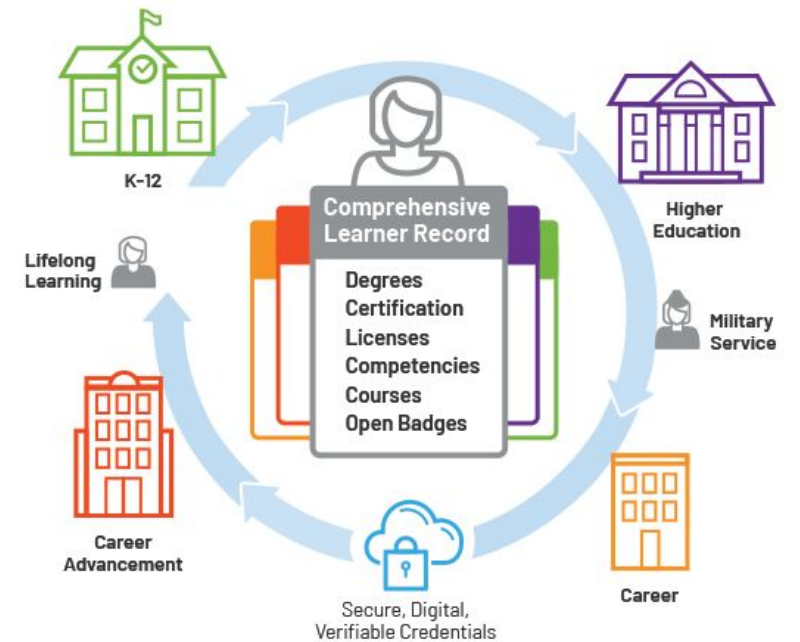 K-12
Comprehensive
Learner Record
Degrees
Certification
Licenses
Competencies
Courses
Open Badges
Higher
Education
Lifelong
Learning
Military
Service
Career
Advancement
Career
Secure, Digital,
Verifiable Credentials